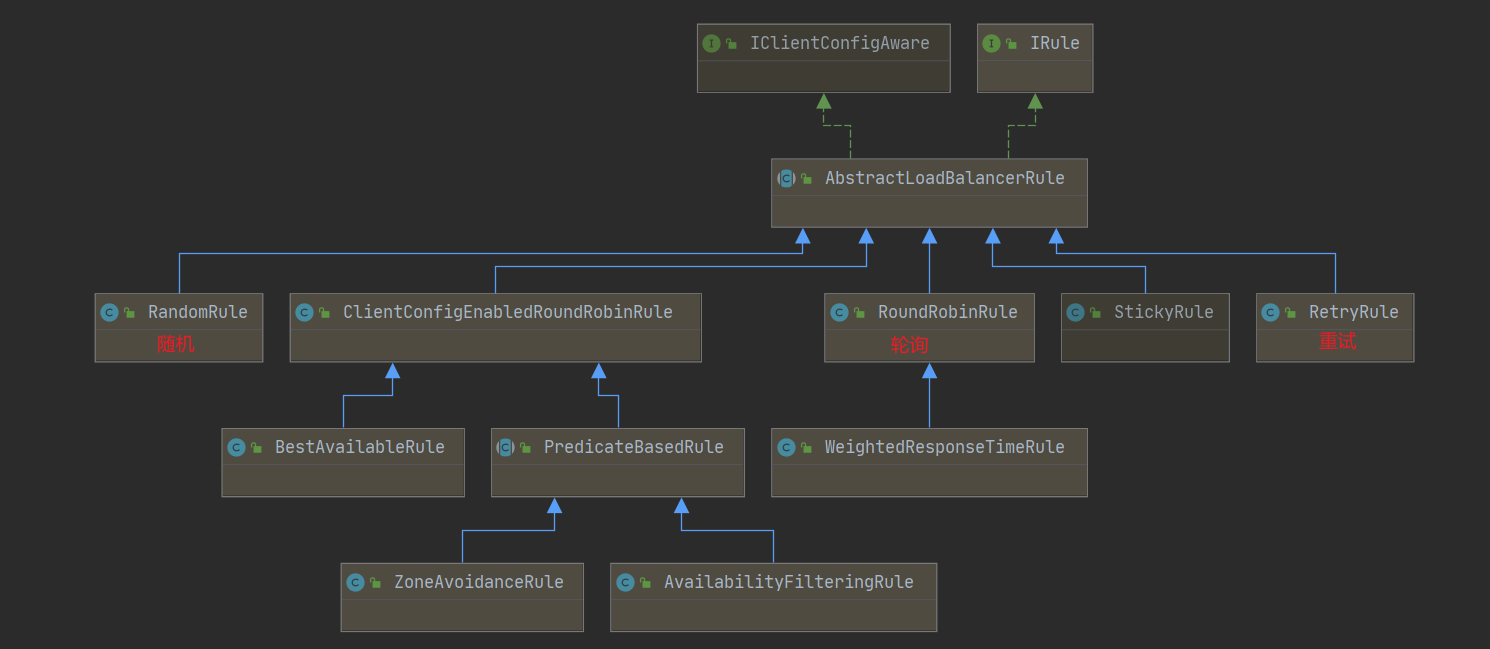 IClientConfigAware
IRule
AbstractLoadBalancerRule
RandomRule
随机
ClientConfigEnabledRoundRobinRule
RoundRobinRule
轮询
StickyRule
RetryRule
重试
BestAvailableRule
PredicateBasedRule
WeightedResponseTimeRule
ZoneAvoidanceRule
AvailabilityFilteringRule